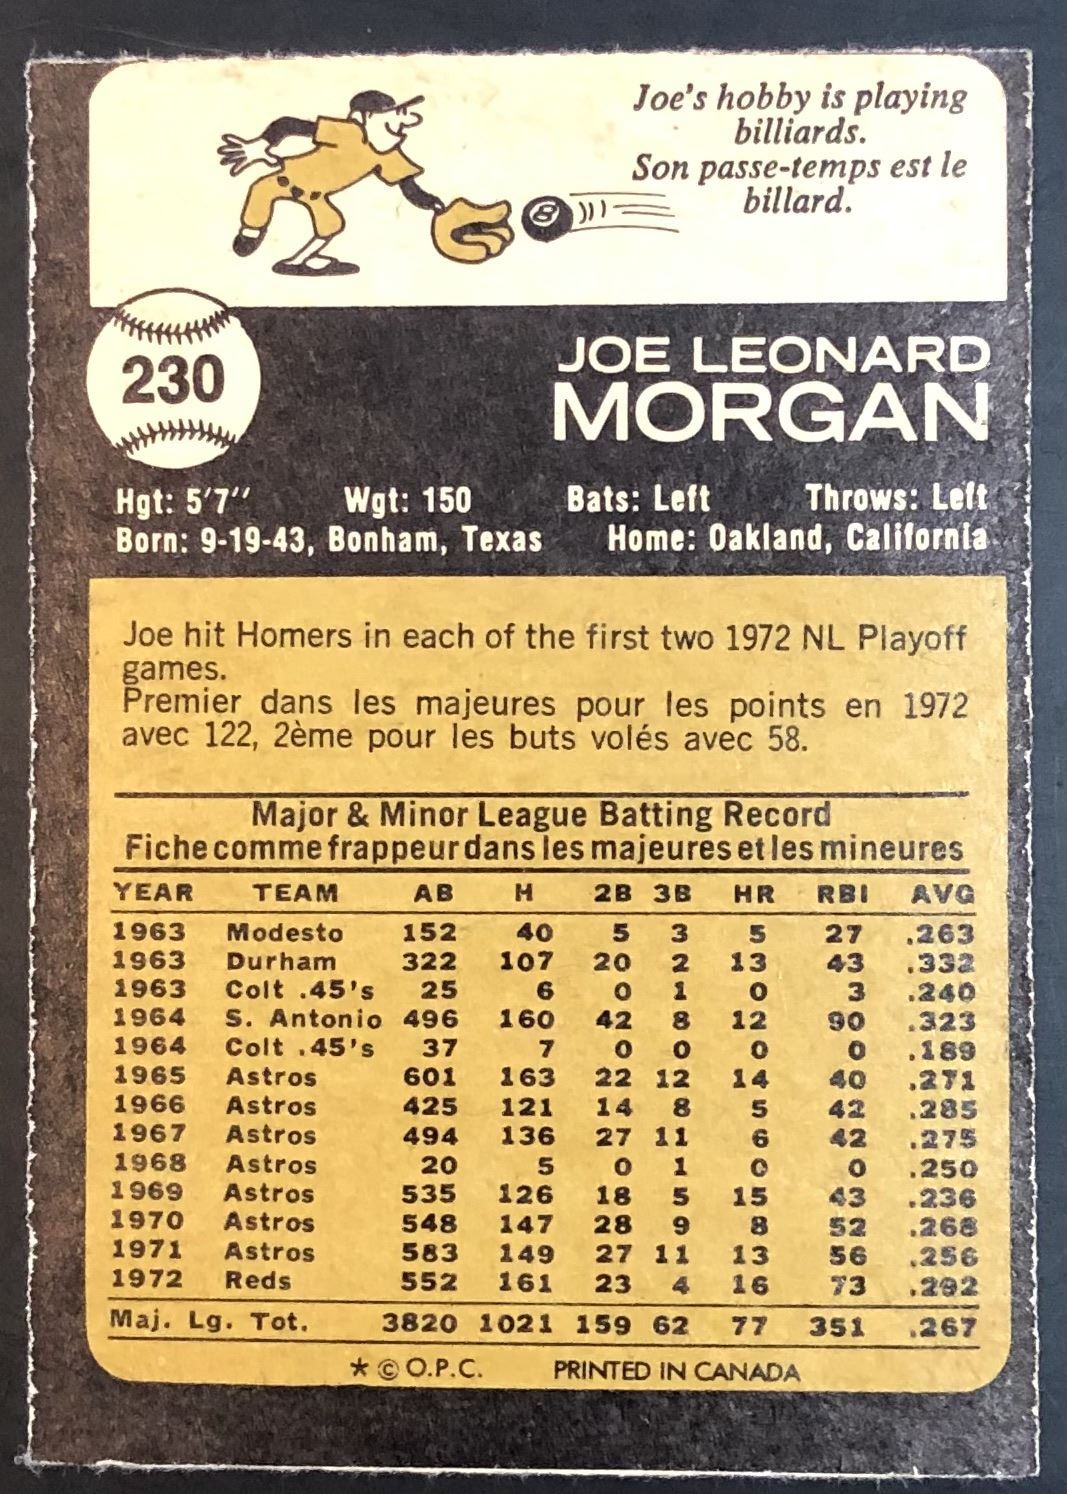 Joe's hobby is playing
billiards.
Son passe-temps est le
billard.
8
230
JOE LEONARD
MORGAN
Hgt: 5'7" Wgt: 150 Bats: Left Throws: Left
Born: 9-19-43, Bonham, Texas Home: Oakland, California
Joe hit Homers in each of the first two 1972 NL Playoff
games.
Premier dans les majeures pour les points en 1972
avec 122, 2ème pour les buts volés avec 58.
Major & Minor League Batting Record
Fiche comme frappeur dans les majeures et les mineures
YEAR TEAM AB H 2B 3B HR RBI AVG
1963 Modesto 152 40 5 3 5 27 .263
1963 Durham 322 107 20 2 13 43 .332
1963 Colt .45's 25 6 0 1 0 3 .240
1964 S. Antonio 496 160 42 8 12 90 .323
1964 Colt .45's 37 7 0 0 0 0 .189
1965 Astros 601 163 22 12 14 40 .271
1966 Astros 425 121 14 8 5 42 .285
1967 Astros 494 136 27 11 6 42 .275
1968 Astros 20 5 0 1 0 0 .250
1969 Astros 535 126 18 5 15 43 .236
1970 Astros 548 147 28 9 8 52 .268
1971 Astros 583 149 27 11 13 56 .256
1972 Reds 552 161 23 4 16 73 .292
Maj. Lg. Tot. 3820 1021 159 62 77 351 .267
* © O.P.C. PRINTED IN CANADA